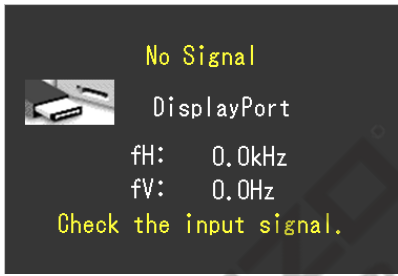 No Signal
DisplayPort
fH: 0.0kHz
fV: 0.0Hz
Check the input signal.